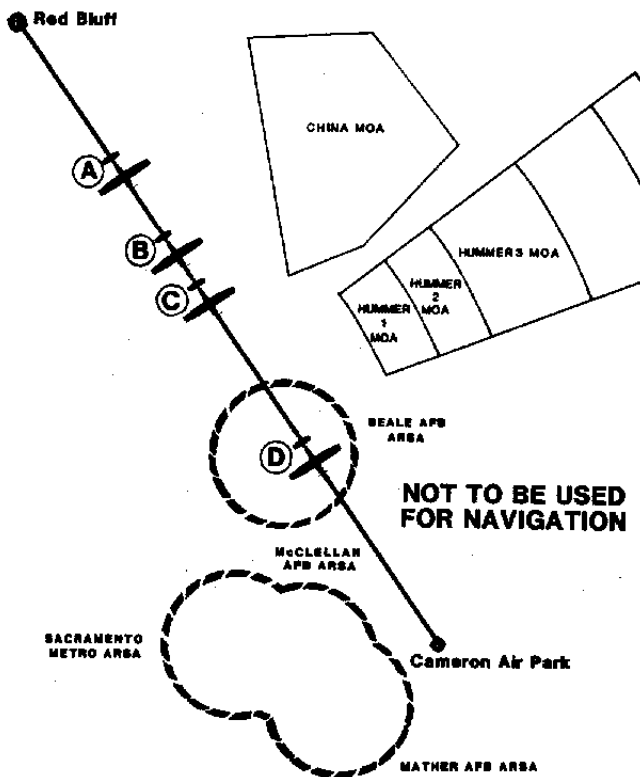 Red Bluff
CHINA MOA
A
B
HUMMER 3 MOA
C
HUMMER
2
MOA
HUMMER
1
MOA
BEALE AFB
ARSA
D
NOT TO BE USED
FOR NAVIGATION
McCLELLAN
AFB ARSA
SACRAMENTO
METRO ARSA
Cameron Air Park
MATHER AFB ARSA